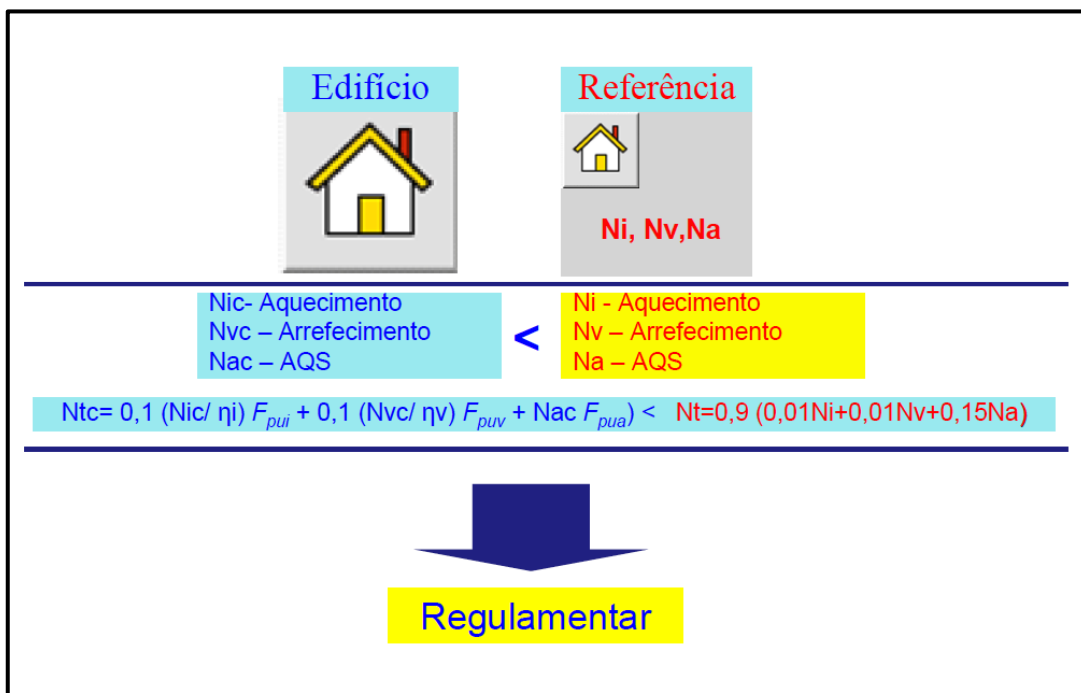 Edifício
Referência
Ni, Nv,Na
Nic- Aquecimento
Nvc – Arrefecimento
Nac – AQS
<
Ni - Aquecimento
Nv – Arrefecimento
Na – AQS
Ntc= 0,1 (Nic/ ηi) Fpui + 0,1 (Nvc/ ηv) Fpuv + Nac Fpua) < Nt=0,9 (0,01Ni+0,01Nv+0,15Na)
Regulamentar